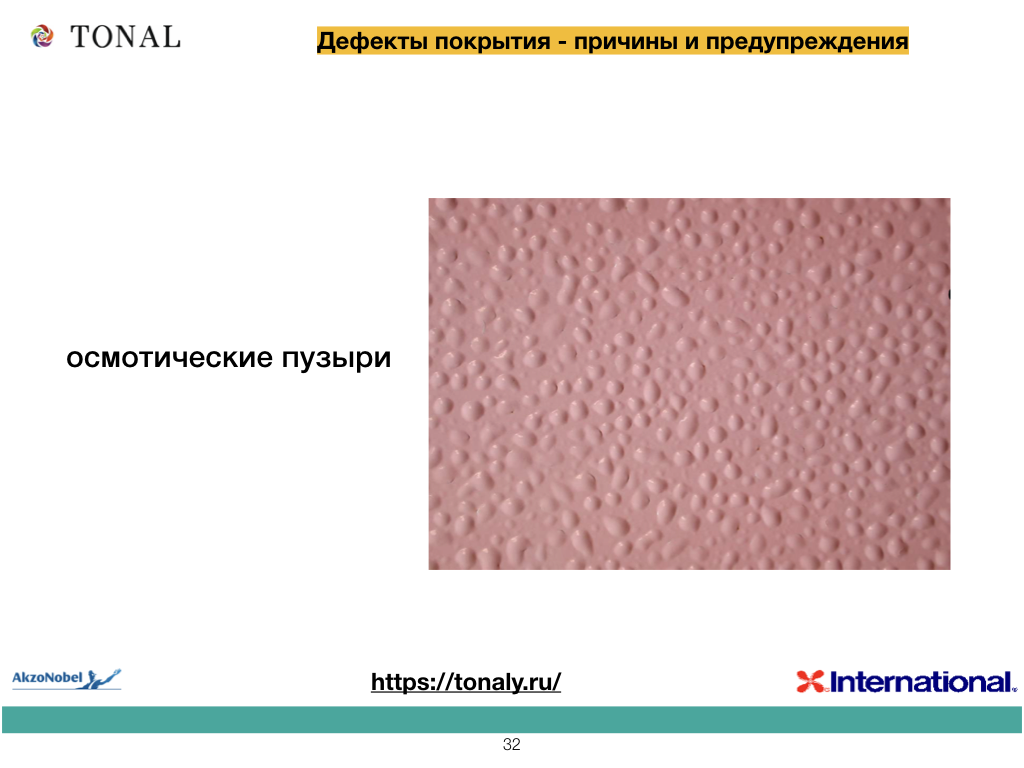 TONAL
Дефекты покрытия - причины и предупреждения
осмотические пузыри
AkzoNobel
https://tonaly.ru/
International
32